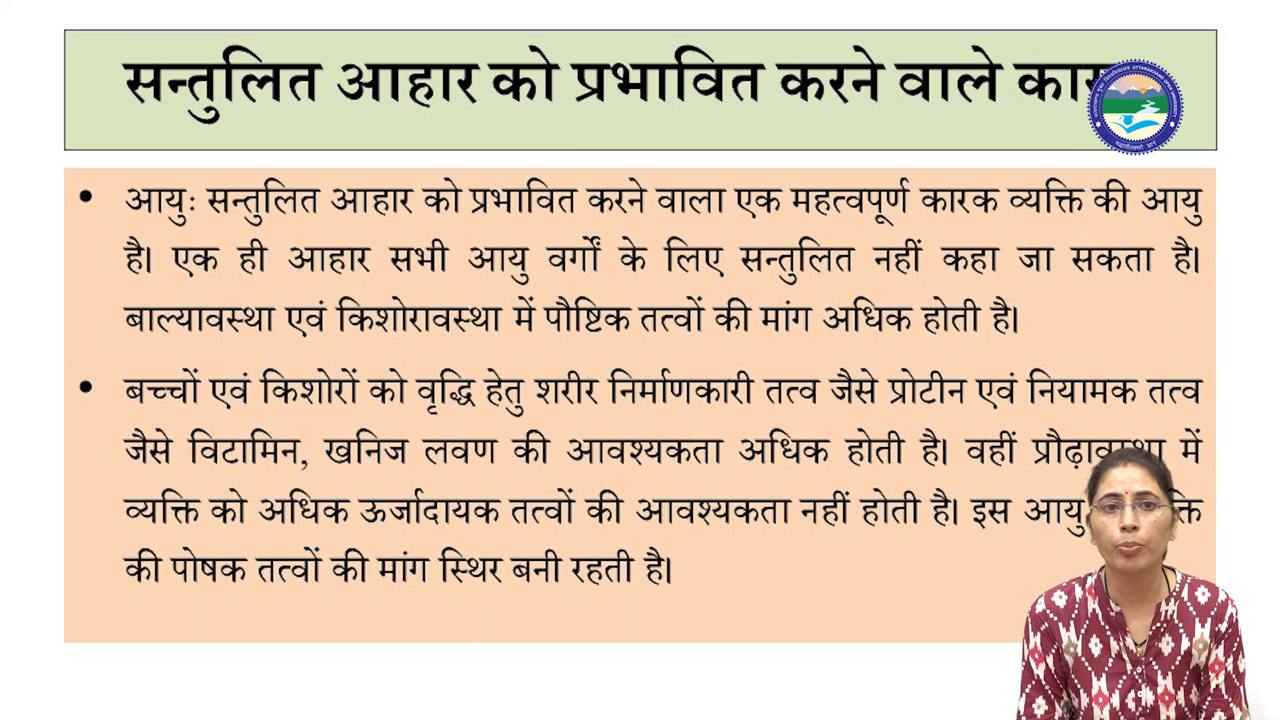 सन्तुलित आहार को प्रभावित करने वाले
• आयुः सन्तुलित आहार को प्रभावित करने वाला एक महत्वपूर्ण कारक व्यक्ति की आयु
है। एक ही आहार सभी आयु वर्गों के लिए सन्तुलित नहीं कहा जा सकता है।
बाल्यावस्था एवं किशोरावस्था में पौष्टिक तत्वों की मांग अधिक होती है।
• बच्चों एवं किशोरों को वृद्धि हेतु शरीर निर्माणकारी तत्व जैसे प्रोटीन एवं नियामक तत्व
जैसे विटामिन, खनिज लवण की आवश्यकता अधिक होती है। वहीं प्रौढ़ावस्था में
व्यक्ति को अधिक ऊर्जादायक तत्वों की आवश्यकता नहीं होती है। इस आयु
की पोषक तत्वों की मांग स्थिर बनी रहती है।